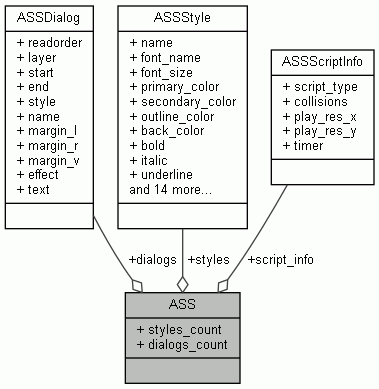 ASSDialog
+ readorder
+ layer
+ start
+ end
+ style
+ name
+ margin_l
+ margin_r
+ margin_v
+ effect
+ text
ASSStyle
+ name
+ font_name
+ font_size
+ primary_color
+ secondary_color
+ outline_color
+ back_color
+ bold
+ italic
+ underline
and 14 more...
ASSScriptInfo
+ script_type
+ collisions
+ play_res_x
+ play_res_y
+ timer
+dialogs
+styles
+script_info
ASS
+ styles_count
+ dialogs_count